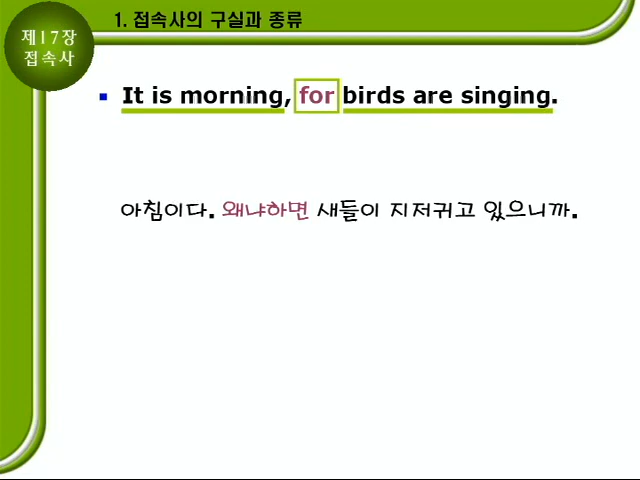 제17장
접속사
1. 접속사의 구실과 종류
It is morning, for birds are singing.
아침이다. 왜냐하면 새들이 지저귀고 있으니까.